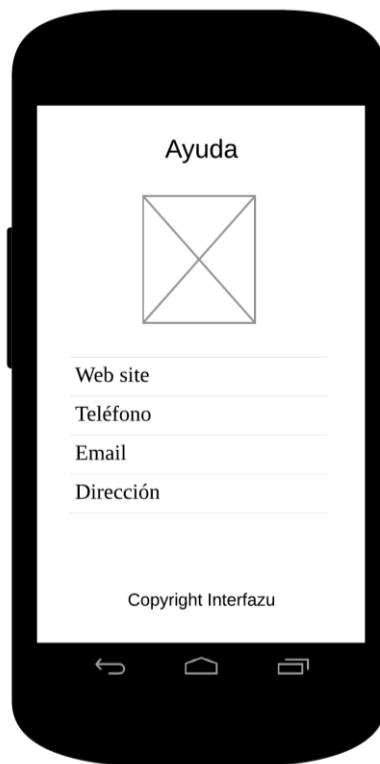 Ayuda
Web site
Teléfono
Email
Dirección
Copyright Interfazu